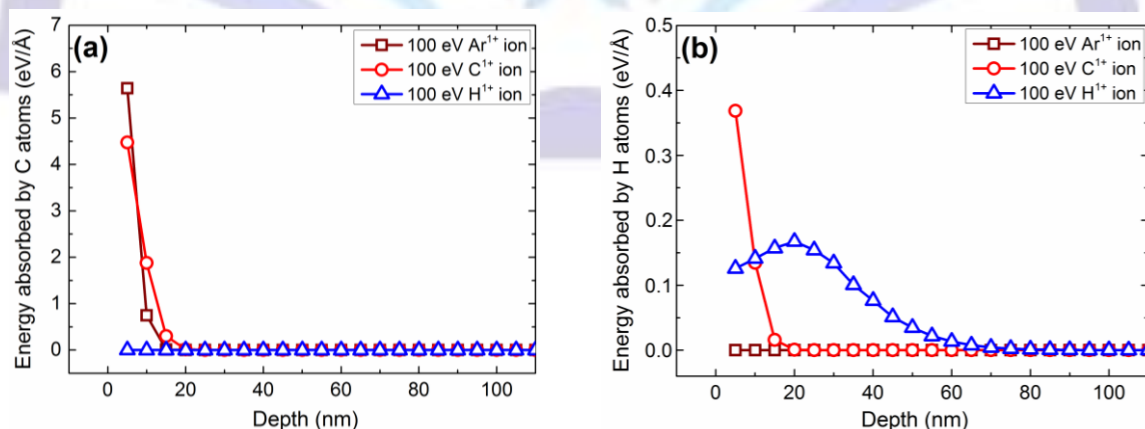 (a)
100 eV Ar¹⁺ ion
100 eV C¹⁺ ion
100 eV H¹⁺ ion
Energy absorbed by C atoms (eV/Å)
7
6
5
4
3
2
1
0
0 20 40 60 80 100
Depth (nm)
(b)
100 eV Ar¹⁺ ion
100 eV C¹⁺ ion
100 eV H¹⁺ ion
Energy absorbed by H atoms (eV/Å)
0.5
0.4
0.3
0.2
0.1
0.0
0 20 40 60 80 100
Depth (nm)